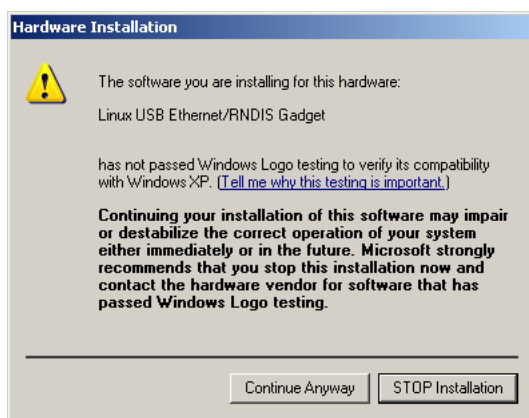 Hardware Installation
The software you are installing for this hardware:
Linux USB Ethernet/RNDIS Gadget
has not passed Windows Logo testing to verify its compatibility
with Windows XP. (Tell me why this testing is important.)
Continuing your installation of this software may impair
or destabilize the correct operation of your system
either immediately or in the future. Microsoft strongly
recommends that you stop this installation now and
contact the hardware vendor for software that has
passed Windows Logo testing.
Continue Anyway
STOP Installation